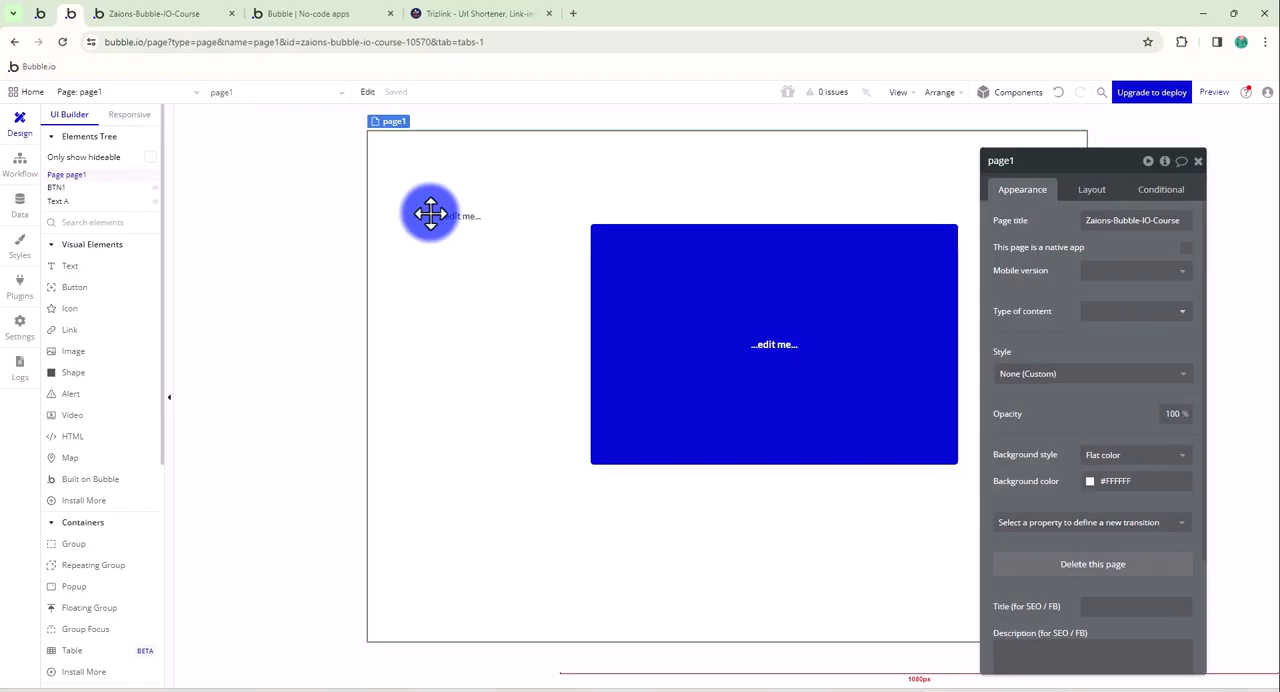 Zaions-Bubble-IO-Course
Bubble | No-code apps
Trizlink - Url Shortener, Link-in-
bubble.io/page?type=page&name=page1&id=zaions-bubble-io-course-10570&tab=tabs-1
Bubble.io
Home
Page: page1
page1
Edit
Saved
0 issues
View
Arrange
Components
Upgrade to deploy
Preview
Design
Workflow
Data
Styles
Plugins
Settings
Logs
UI Builder
Responsive
Elements Tree
Only show hideable
Page page1
BTN1
Text A
Search elements
Visual Elements
Text
Button
Icon
Link
Image
Shape
Alert
Video
HTML
Map
Built on Bubble
Install More
Containers
Group
Repeating Group
Popup
Floating Group
Group Focus
Table
BETA
Install More
page1
dit me...
...edit me...
1080px
page1
Appearance
Layout
Conditional
Page title
Zaions-Bubble-IO-Course
This page is a native app
Mobile version
Type of content
Style
None (Custom)
Opacity
100 %
Background style
Flat color
Background color
#FFFFFF
Select a property to define a new transition
Delete this page
Title (for SEO / FB)
Description (for SEO / FB)